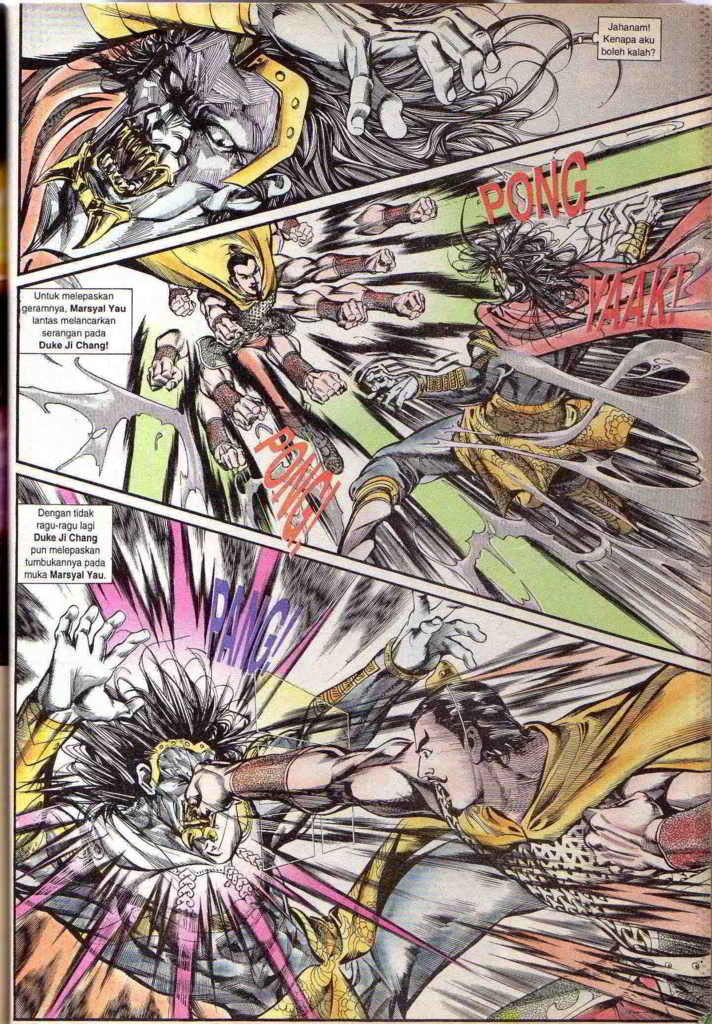 Jahanam!
Kenapa aku
boleh kalah?
PONG
YAAK!
Untuk melepaskan
geramnya, Marsyal Yau
lantas melancarkan
serangan pada
Duke Ji Chang!
PONG!
Dengan tidak
ragu-ragu lagi
Duke Ji Chang
pun melepaskan
tumbukannya pada
muka Marsyal Yau.
PANG!